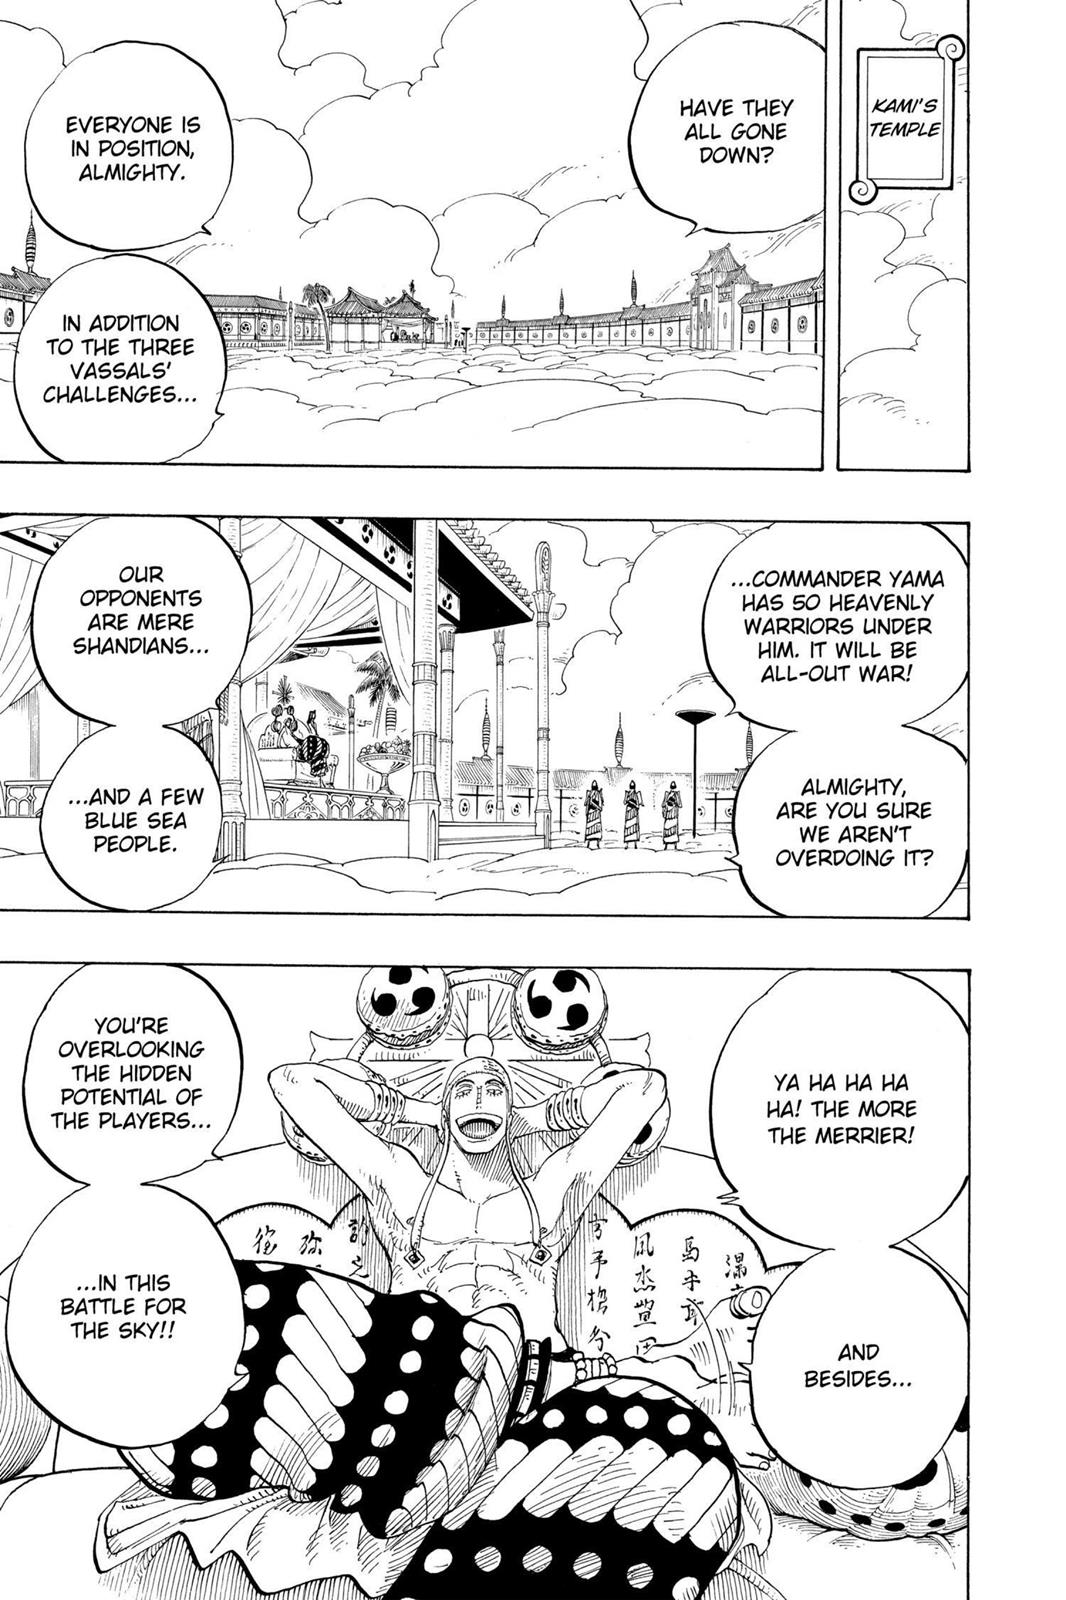 KAMI'S
TEMPLE
HAVE THEY
ALL GONE
DOWN?
EVERYONE IS
IN POSITION,
ALMIGHTY.
IN ADDITION
TO THE THREE
VASSALS'
CHALLENGES...
...COMMANDER YAMA
HAS 50 HEAVENLY
WARRIORS UNDER
HIM. IT WILL BE
ALL-OUT WAR!
ALMIGHTY,
ARE YOU SURE
WE AREN'T
OVERDOING IT?
OUR
OPPONENTS
ARE MERE
SHANDIANS...
...AND A FEW
BLUE SEA
PEOPLE.
YA HA HA HA
HA! THE MORE
THE MERRIER!
AND
BESIDES...
YOU'RE
OVERLOOKING
THE HIDDEN
POTENTIAL OF
THE PLAYERS...
...IN THIS
BATTLE FOR
THE SKY!!